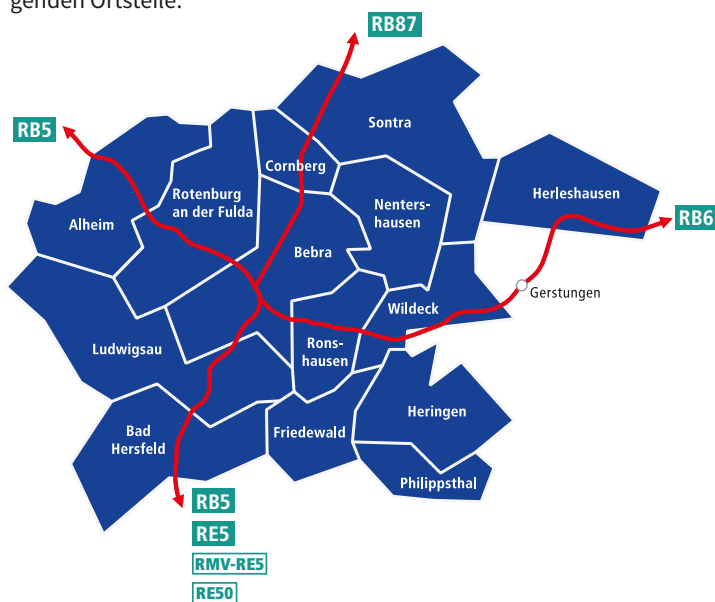 genden Ortsteile.
RB87
RB5
Sontra
Cornberg
Rotenburg
an der Fulda
Herleshausen
Nenters-
hausen
Alheim
RB6
Bebra
Gerstungen
Wildeck
Rons-
hausen
Ludwigsau
Heringen
Bad
Hersfeld
Friedewald
Philippsthal
RB5
RE5
RMV-RE5
RE50